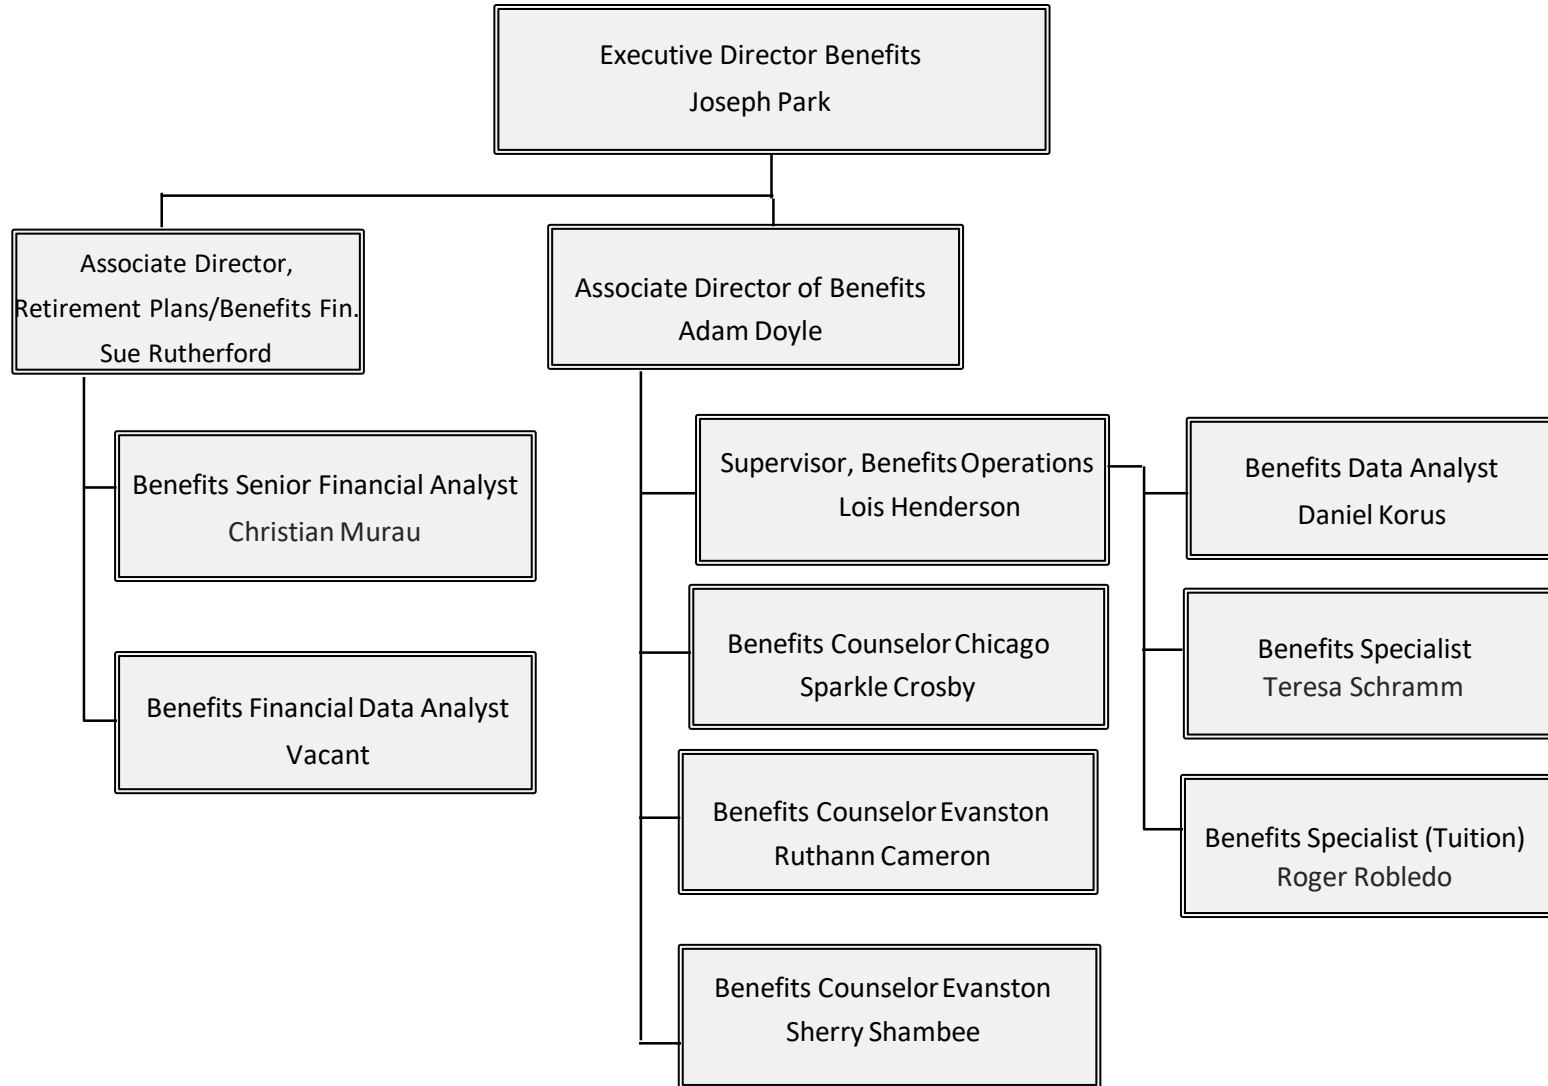 Executive Director Benefits
Joseph Park
Associate Director,
Retirement Plans/Benefits Fin.
Sue Rutherford
Associate Director of Benefits
Adam Doyle
Benefits Senior Financial Analyst
Christian Murau
Benefits Financial Data Analyst
Vacant
Supervisor, Benefits Operations
Lois Henderson
Benefits Counselor Chicago
Sparkle Crosby
Benefits Counselor Evanston
Ruthann Cameron
Benefits Counselor Evanston
Sherry Shambee
Benefits Data Analyst
Daniel Korus
Benefits Specialist
Teresa Schramm
Benefits Specialist (Tuition)
Roger Robledo